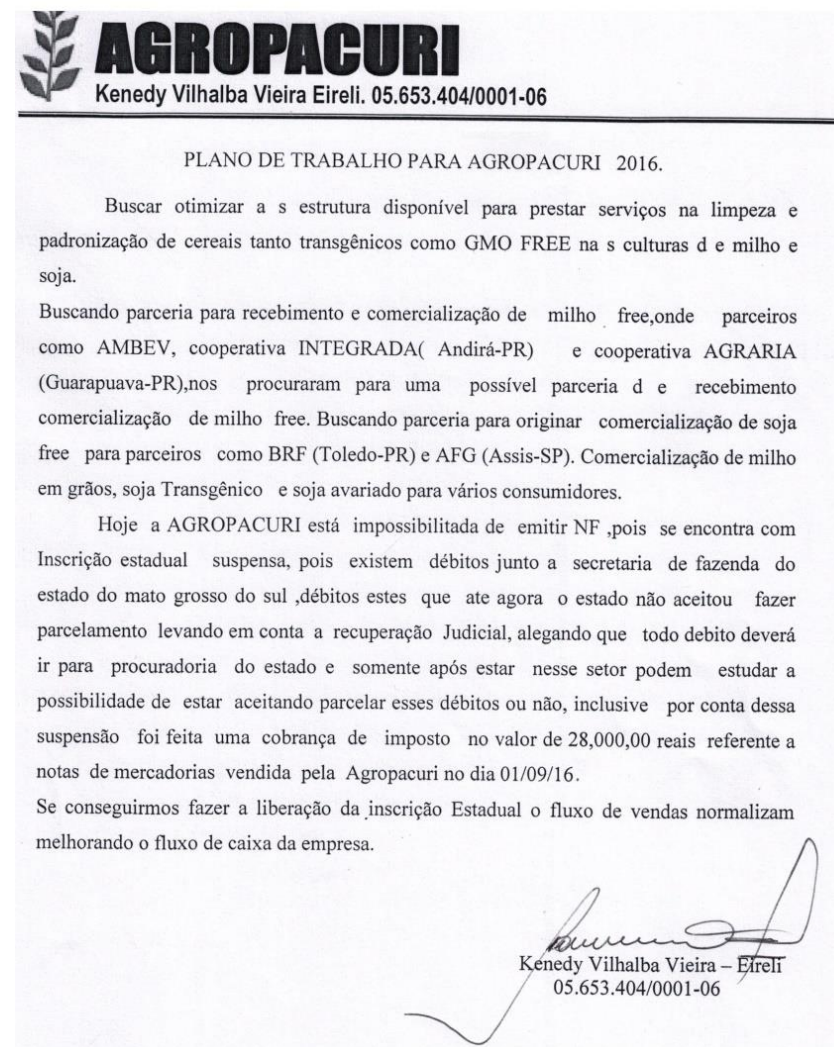 AGROPACURI
Kenedy Vilhalba Vieira Eireli. 05.653.404/0001-06
PLANO DE TRABALHO PARA AGROPACURI 2016.
Buscar otimizar a s estrutura disponível para prestar serviços na limpeza e
padronização de cereais tanto transgênicos como GMO FREE na s culturas d e milho e
soja.
Buscando parceria para recebimento e comercialização de milho free,onde parceiros
como AMBEV, cooperativa INTEGRADA( Andirá-PR) e cooperativa AGRARIA
(Guarapuava-PR),nos procuraram para uma possível parceria d e recebimento
comercialização de milho free. Buscando parceria para originar comercialização de soja
free para parceiros como BRF (Toledo-PR) e AFG (Assis-SP). Comercialização de milho
em grãos, soja Transgênico e soja avariado para vários consumidores.
Hoje a AGROPACURI está impossibilitada de emitir NF ,pois se encontra com
Inscrição estadual suspensa, pois existem débitos junto a secretaria de fazenda do
estado do mato grosso do sul ,débitos estes que ate agora o estado não aceitou fazer
parcelamento levando em conta a recuperação Judicial, alegando que todo debito deverá
ir para procuradoria do estado e somente após estar nesse setor podem estudar a
possibilidade de estar aceitando parcelar esses débitos ou não, inclusive por conta dessa
suspensão foi feita uma cobrança de imposto no valor de 28,000,00 reais referente a
notas de mercadorias vendida pela Agropacuri no dia 01/09/16.
Se conseguirmos fazer a liberação da inscrição Estadual o fluxo de vendas normalizam
melhorando o fluxo de caixa da empresa.
Kenedy Vilhalba Vieira – Eireli
05.653.404/0001-06